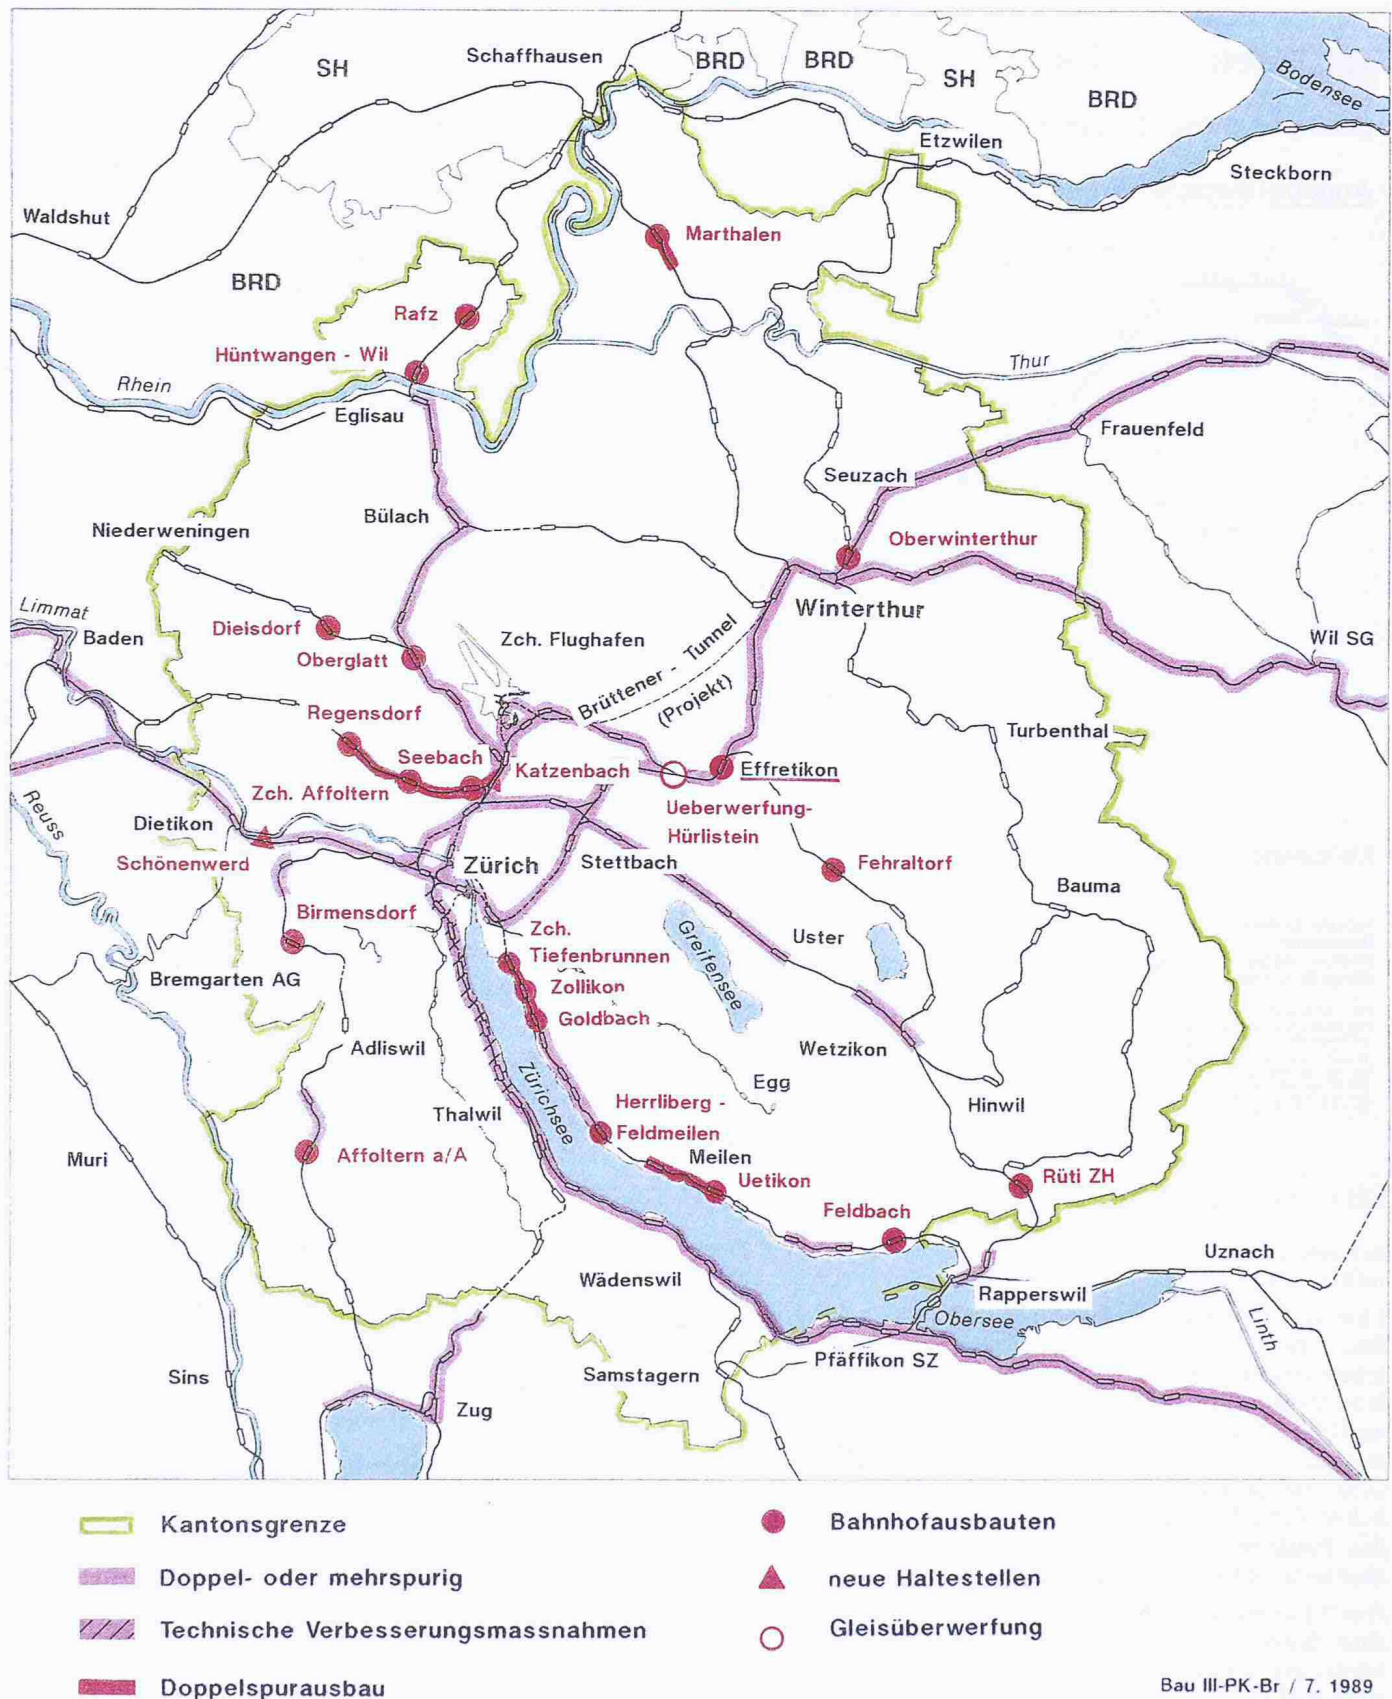 Schaffhausen
SH
BRD
BRD
SH
BRD
Bodensee
Etzwilen
Steckborn
Waldshut
BRD
Marthalen
Rafz
Hüntwangen - Wil
Rhein
Eglisau
Thur
Frauenfeld
Seuzach
Bülach
Niederweningen
Oberwinterthur
Limmat
Baden
Winterthur
Dielsdorf
Zch. Flughafen
Oberglatt
Brüttener - Tunnel
(Projekt)
Wil SG
Regensdorf
Turbenthal
Seebach
Katzenbach
Effretikon
Zch. Affoltern
Ueberwerfung-
Hürlistein
Reuss
Dietikon
Schönenwerd
Zürich
Stettbach
Fehraltorf
Bauma
Birmensdorf
Zch.
Tiefenbrunnen
Greifensee
Uster
Bremgarten AG
Zollikon
Goldbach
Adliswil
Wetzikon
Zürichsee
Egg
Thalwil
Herrliberg -
Feldmeilen
Hinwil
Muri
Affoltern a/A
Meilen
Uetikon
Rüti ZH
Feldbach
Wädenswil
Uznach
Rapperswil
Obersee
Linth
Pfäffikon SZ
Sins
Samstagern
Zug
Kantonsgrenze
Doppel- oder mehrspurig
Technische Verbesserungsmassnahmen
Doppelspurausbau
Bahnhofausbauten
neue Haltestellen
Gleisüberwerfung
Bau III-PK-Br / 7. 1989